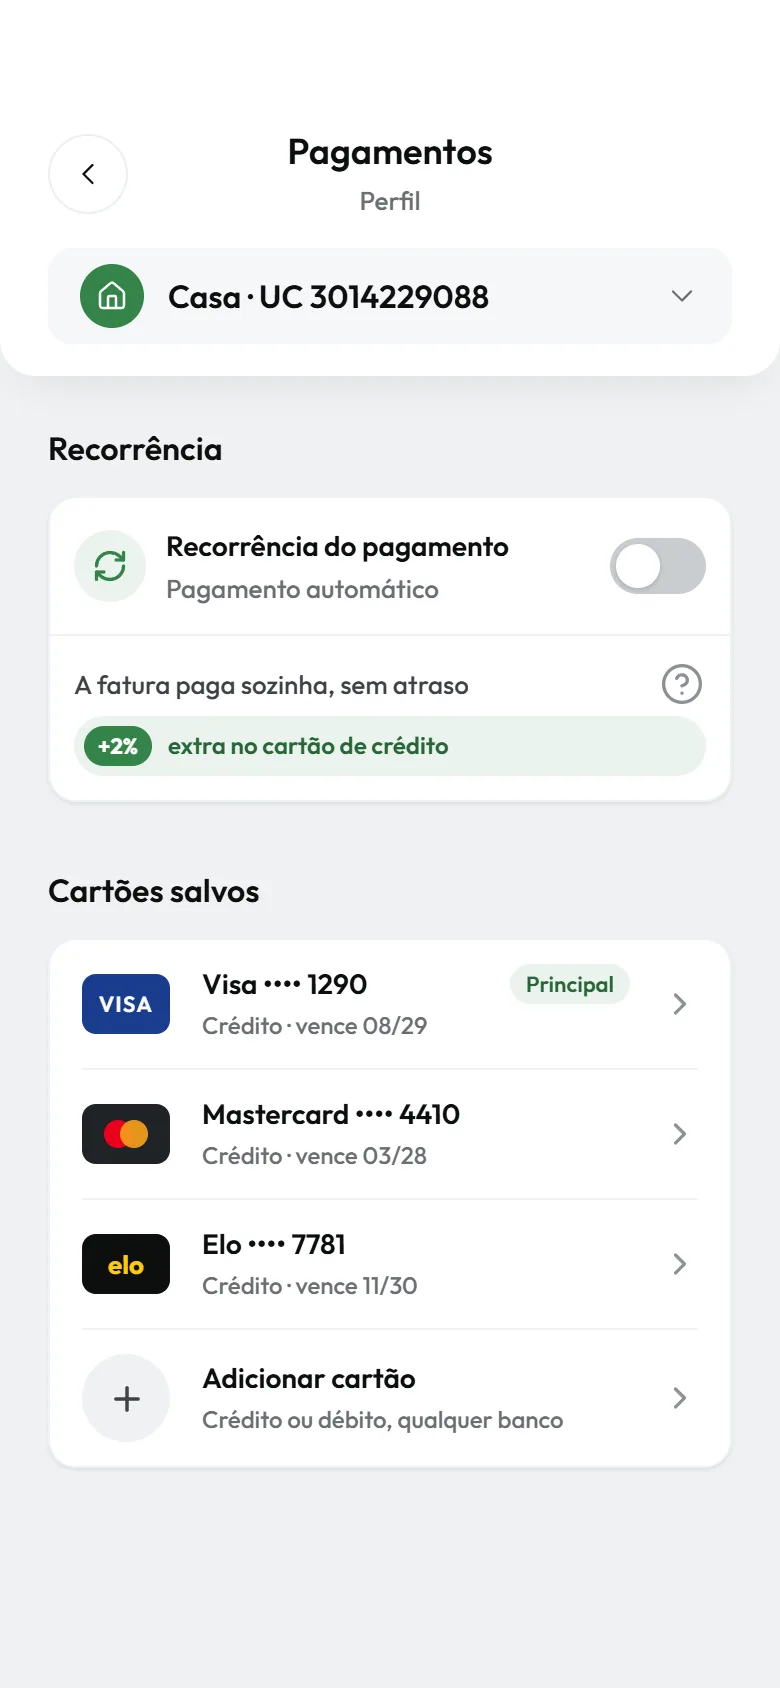 Pagamentos
Perfil
Casa · UC 3014229088
Recorrência
Recorrência do pagamento
Pagamento automático
A fatura paga sozinha, sem atraso
+2% extra no cartão de crédito
Cartões salvos
VISA
Visa •••• 1290
Principal
Crédito · vence 08/29
Mastercard •••• 4410
Crédito · vence 03/28
elo
Elo •••• 7781
Crédito · vence 11/30
Adicionar cartão
Crédito ou débito, qualquer banco